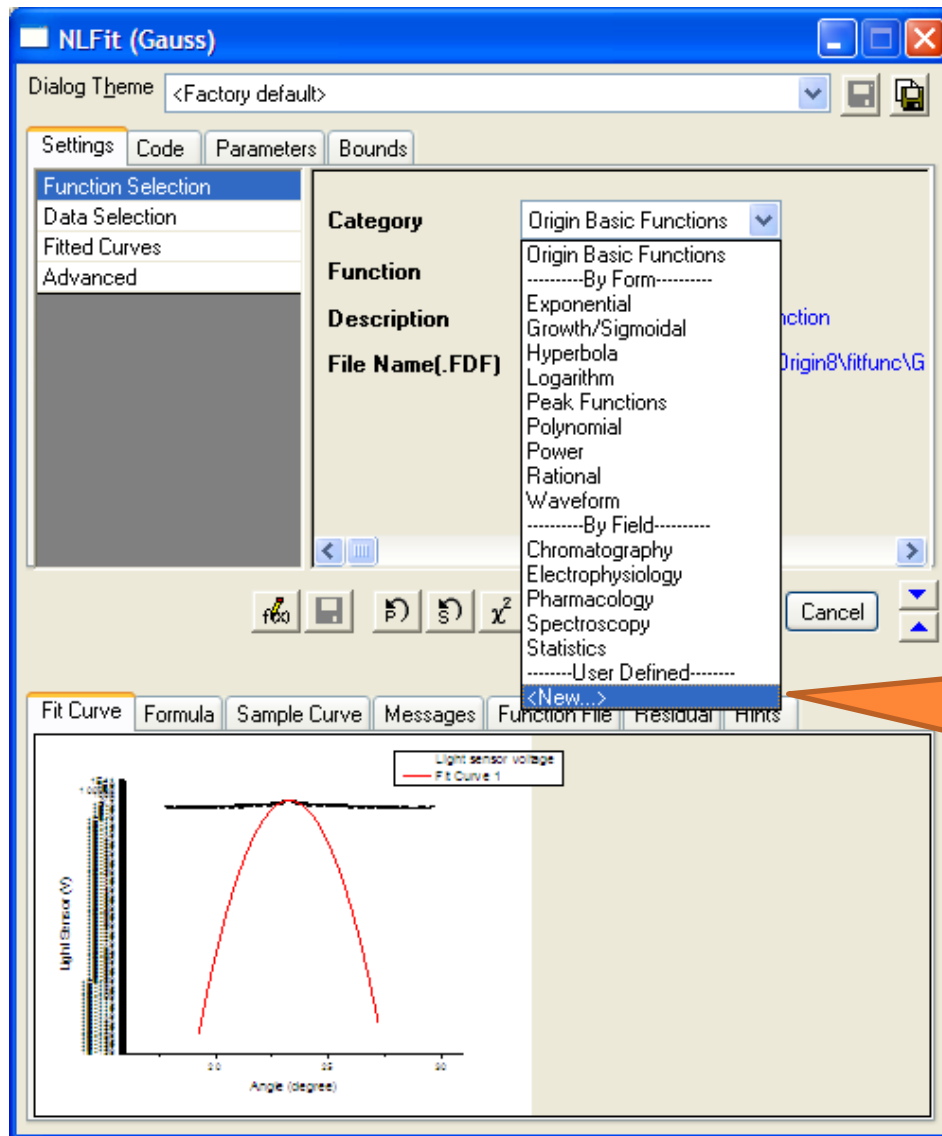 NLFit (Gauss)
Dialog Theme <Factory default>
Settings Code Parameters Bounds
Function Selection
Data Selection
Fitted Curves
Advanced
Category Origin Basic Functions
Function
Description nction
File Name(.FDF) Origin8\fitfunc\G
Origin Basic Functions
----------By Form----------
Exponential
Growth/Sigmoidal
Hyperbola
Logarithm
Peak Functions
Polynomial
Power
Rational
Waveform
----------By Field----------
Chromatography
Electrophysiology
Pharmacology
Spectroscopy
Statistics
--------User Defined--------
<New...>
P S χ² Cancel
Fit Curve Formula Sample Curve Messages Function File Residual Hints
Light sensor voltage
Fit Curve 1
Light Sensor (V)
Angle (degree)